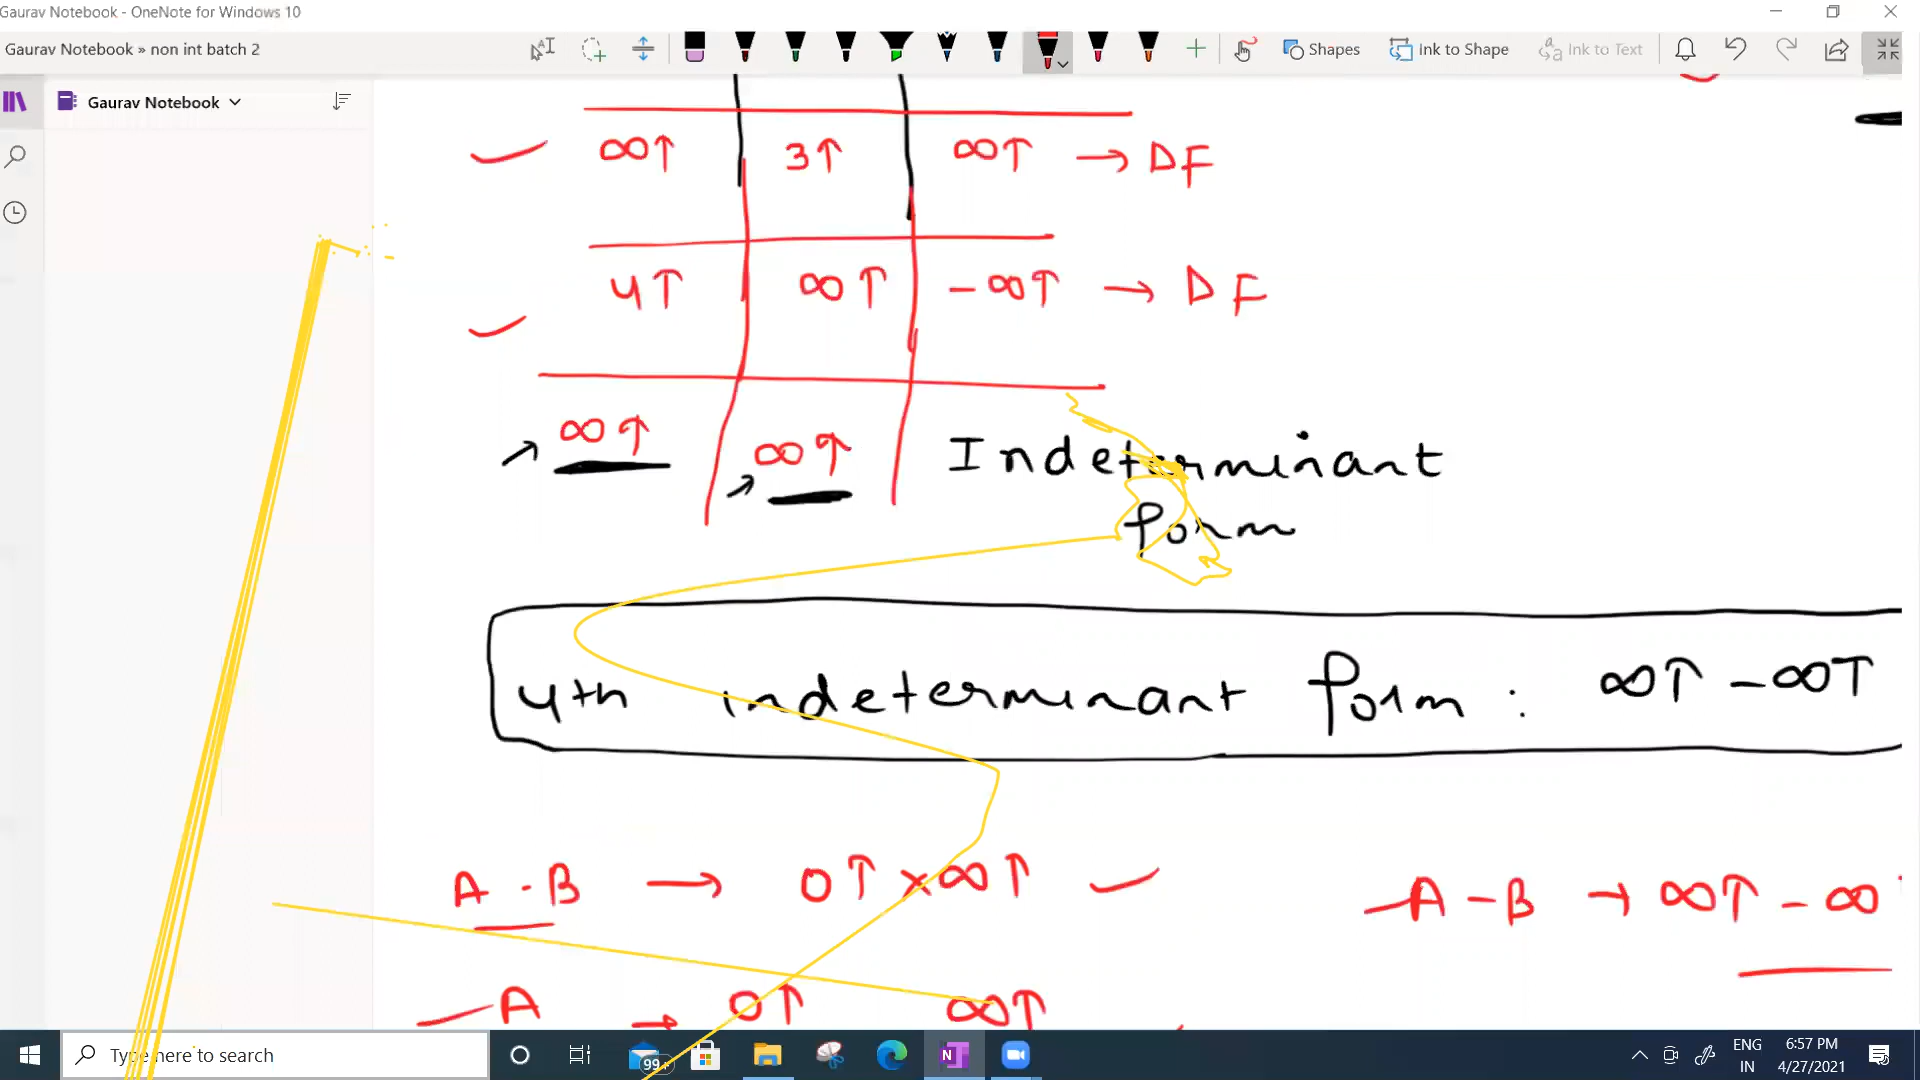 Gaurav Notebook - OneNote for Windows 10
Gaurav Notebook » non int batch 2
Shapes
Ink to Shape
Ink to Text
Gaurav Notebook
∞↑ 3↑ ∞↑ → DF
4↑ ∞↑ -∞↑ → DF
∞↑ ∞↑ Indeterminant
form
4th indeterminant form : ∞↑ - ∞↑
A · B → 0↑ × ∞↑
A - B → ∞↑ - ∞
A → 0↑ ∞↑
Type here to search
99+
ENG
IN
6:57 PM
4/27/2021